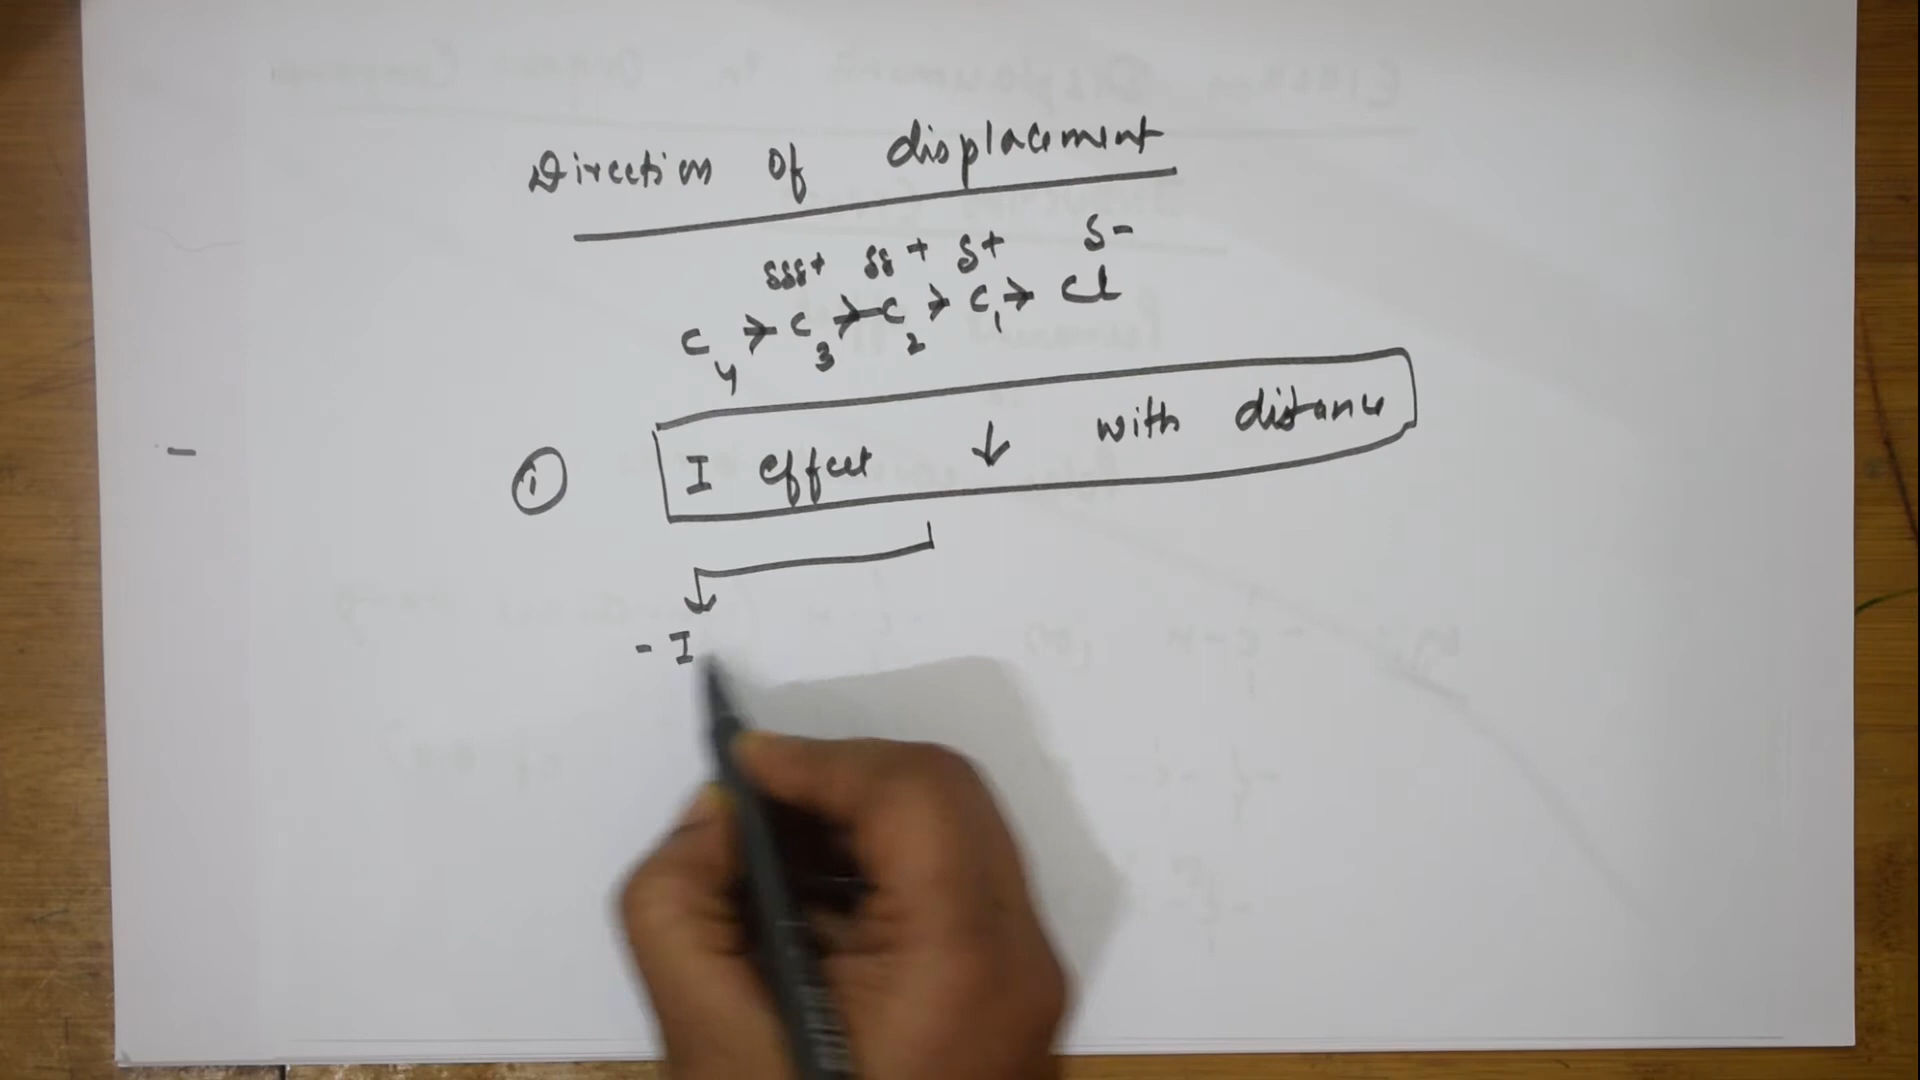 Direction of displacement
δδδ+ δδ+ δ+ δ-
C4 → C3 → C2 → C1 → Cl
① I effect ↓ with distance
- I